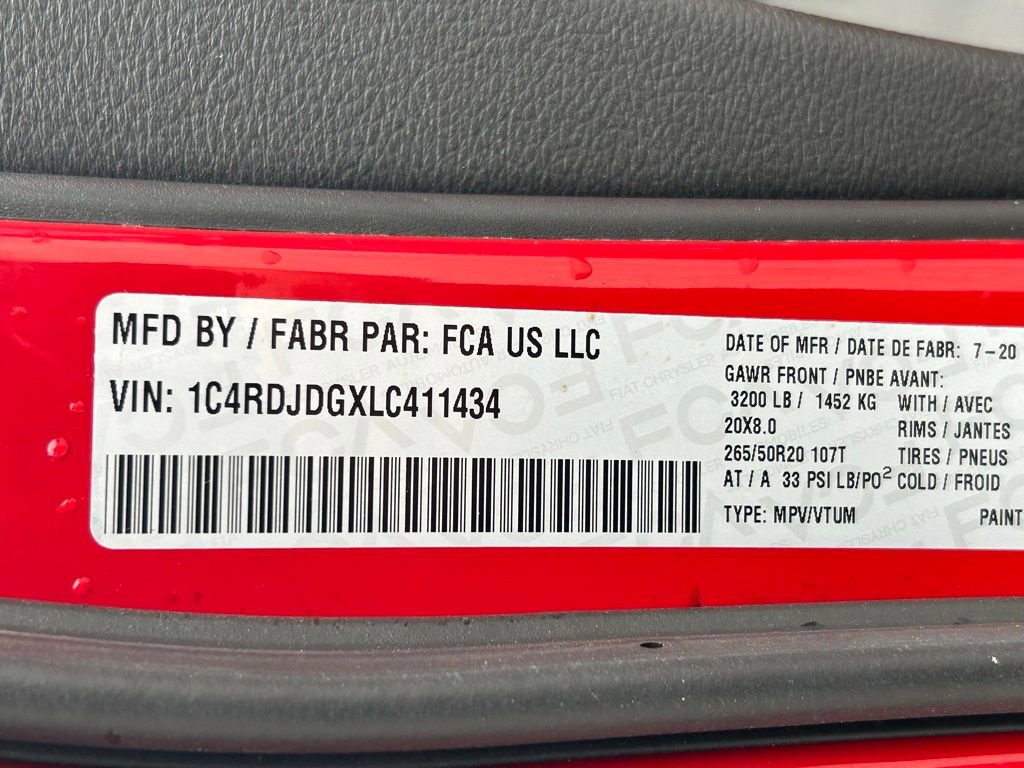 MFD BY / FABR PAR: FCA US LLC
VIN: 1C4RDJDGXLC411434
DATE OF MFR / DATE DE FABR: 7-20
GAWR FRONT / PNBE AVANT:
3200 LB / 1452 KG WITH / AVEC
20X8.0 RIMS / JANTES
265/50R20 107T TIRES / PNEUS
AT / A 33 PSI LB/PO² COLD / FROID
TYPE: MPV/VTUM PAINT